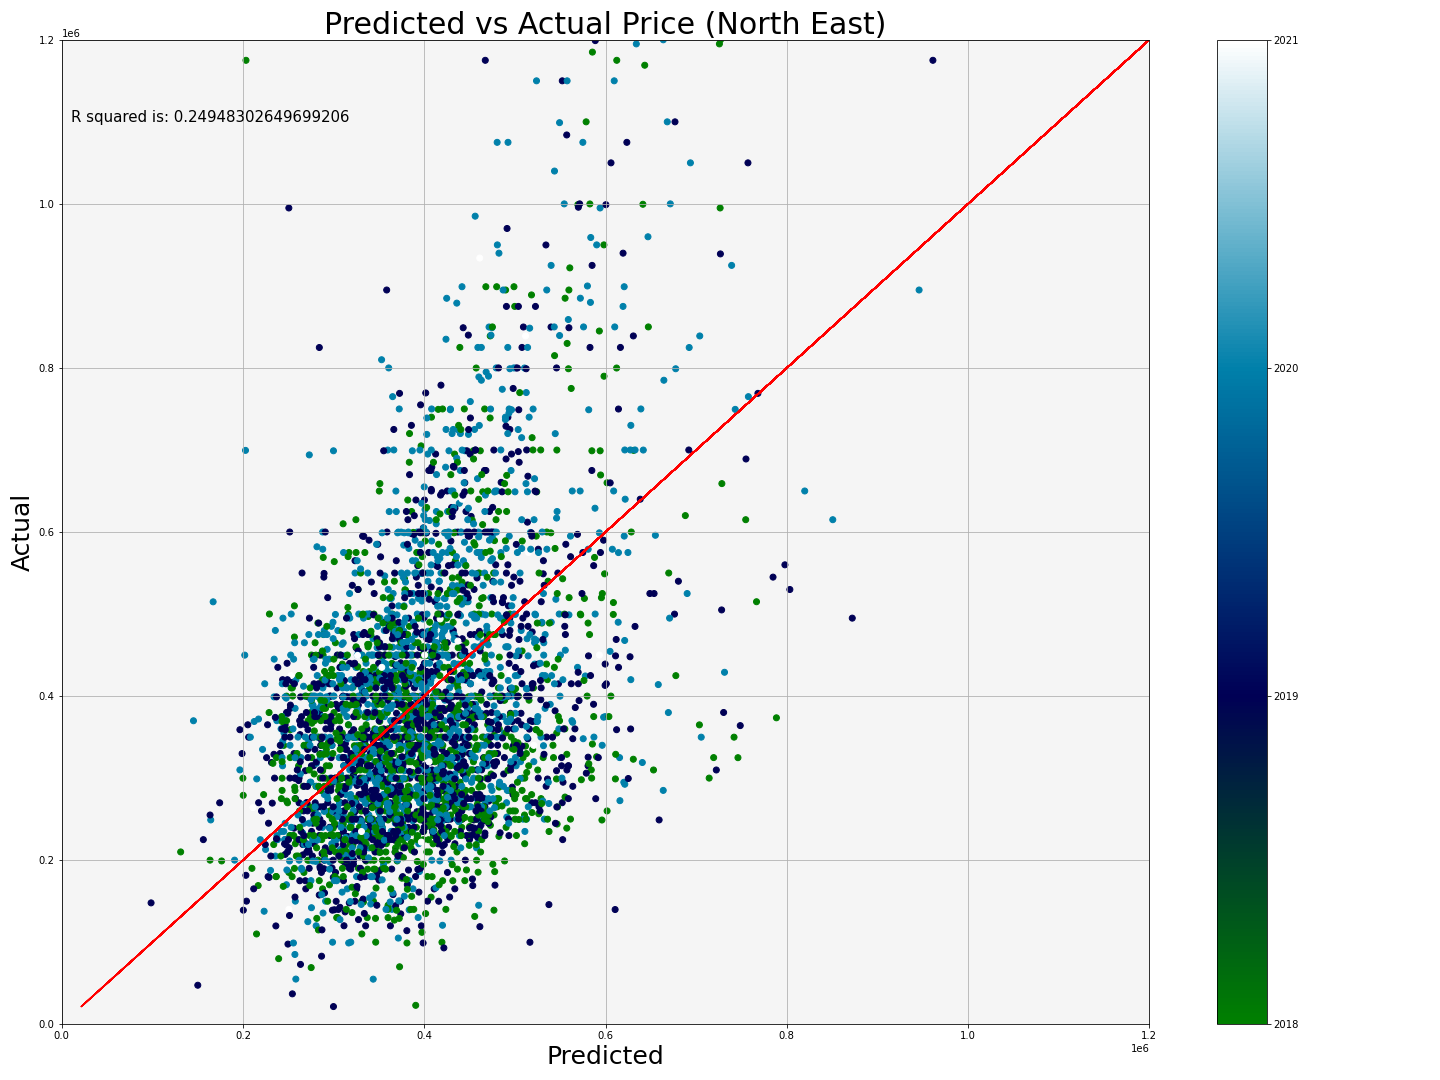 Predicted vs Actual Price (North East)
1e6
1.2
1.0
0.8
0.6
0.4
0.2
0.0
R squared is: 0.24948302649699206
Actual
0.0 0.2 0.4 0.6 0.8 1.0 1.2
1e6
Predicted
2021
2020
2019
2018